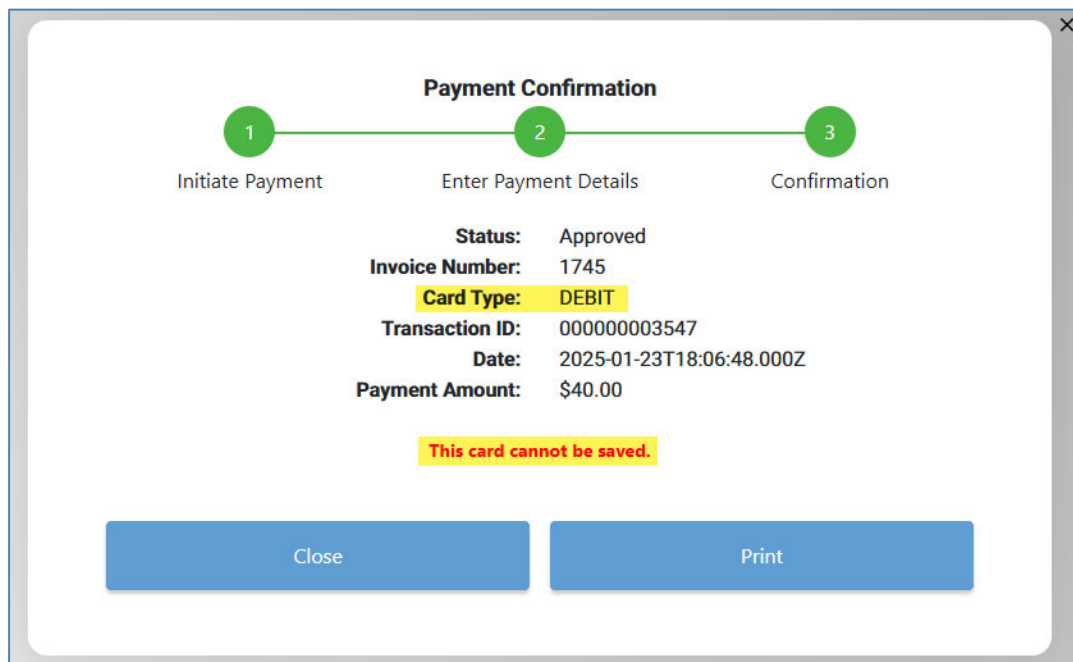 Payment Confirmation
1 2 3
Initiate Payment Enter Payment Details Confirmation
Status: Approved
Invoice Number: 1745
Card Type: DEBIT
Transaction ID: 000000003547
Date: 2025-01-23T18:06:48.000Z
Payment Amount: $40.00
This card cannot be saved.
Close Print